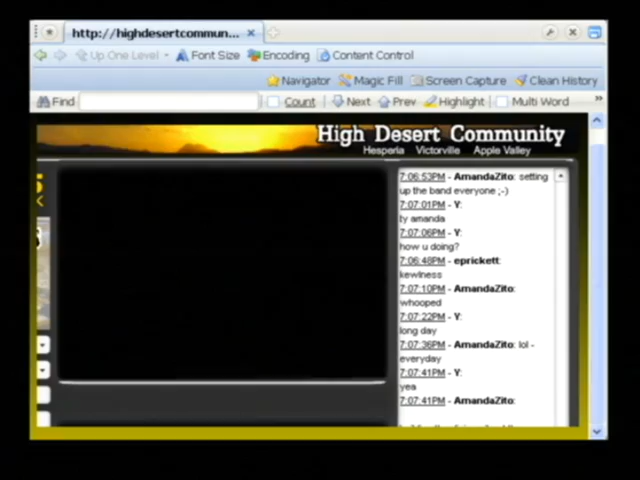 http://highdesertcommun...
Up One Level
Font Size
Encoding
Content Control
Navigator
Magic Fill
Screen Capture
Clean History
Find
Count
Next
Prev
Highlight
Multi Word
High Desert Community
Hesperia Victorville Apple Valley
7:06:53PM - AmandaZito: setting
up the band everyone ;-)
7:07:01PM - Y:
ty amanda
7:07:06PM - Y:
how u doing?
7:06:48PM - eprickett:
kewlness
7:07:10PM - AmandaZito:
whooped
7:07:22PM - Y:
long day
7:07:36PM - AmandaZito: lol -
everyday
7:07:41PM - Y:
yea
7:07:41PM - AmandaZito: